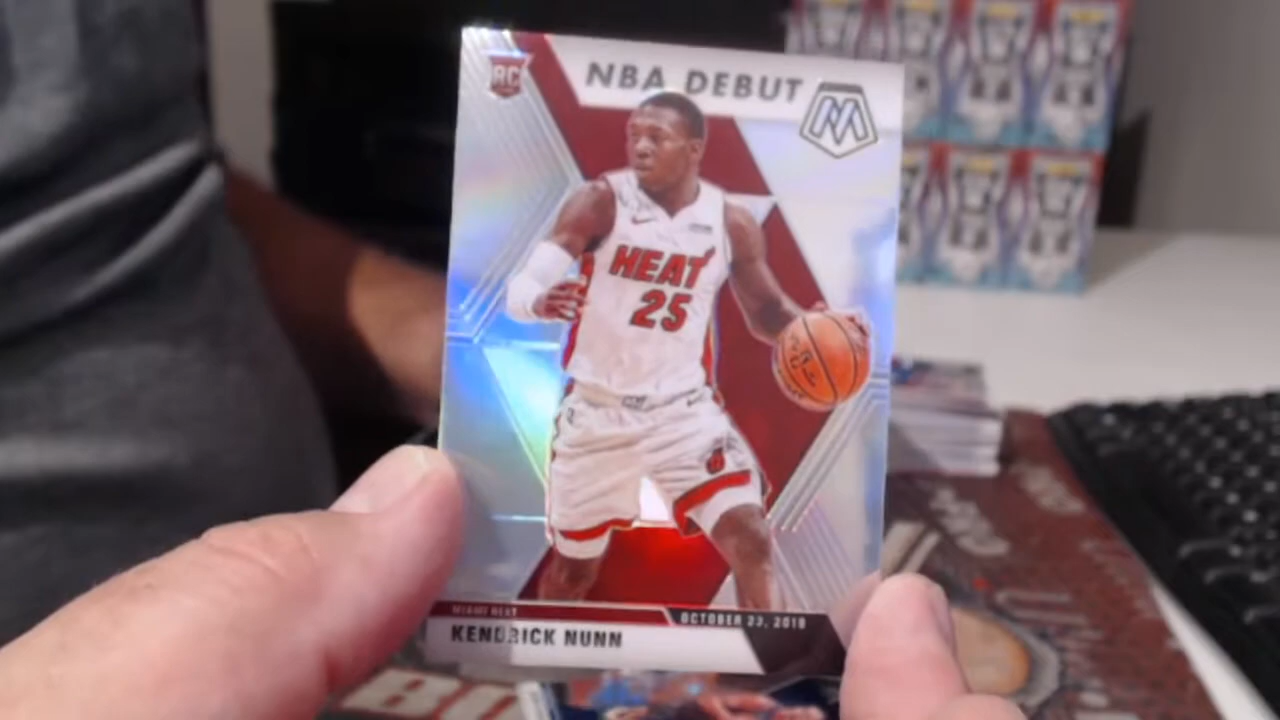 RC
NBA DEBUT
M
HEAT
25
MIAMI HEAT
OCTOBER 23, 2019
KENDRICK NUNN